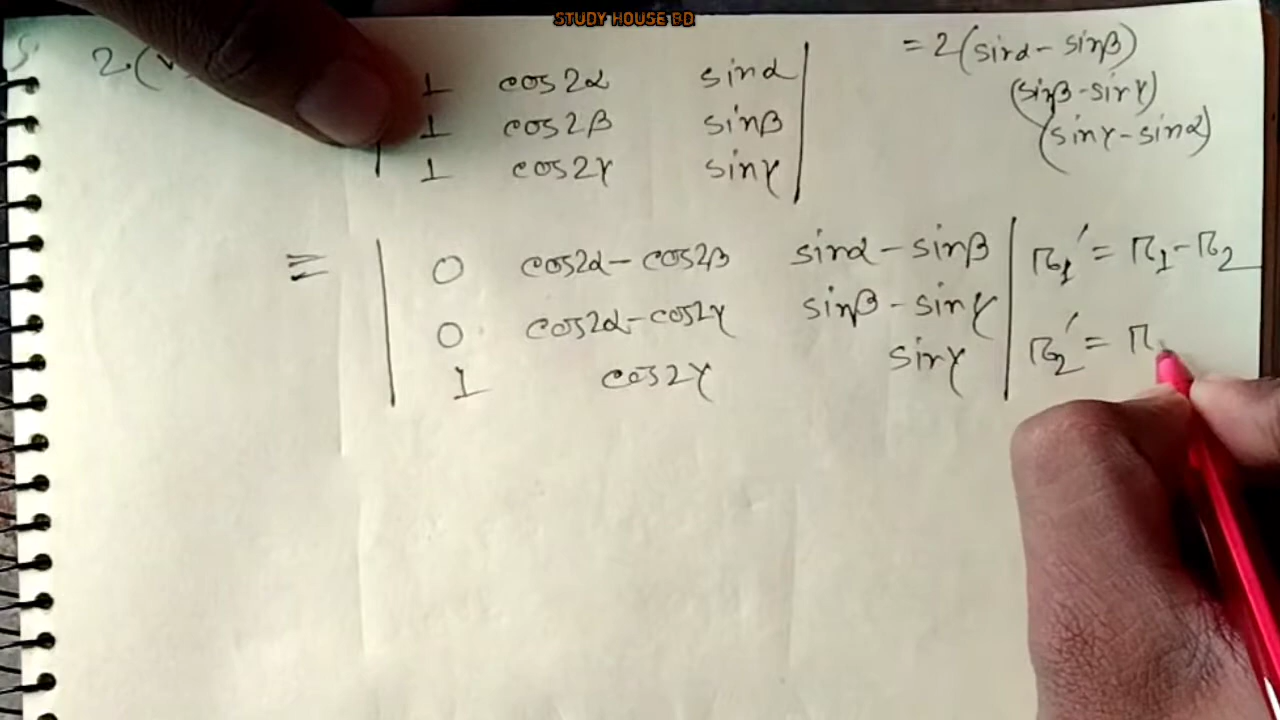 STUDY HOUSE BD
2.(v)
1 cos2α sinα
1 cos2β sinβ
1 cos2γ sinγ
= 2(sinα - sinβ)
(sinβ - sinγ)
(sinγ - sinα)
=
0 cos2α - cos2β sinα - sinβ
0 cos2α - cos2γ sinβ - sinγ
1 cos2γ sinγ
r₁′ = r₁ - r₂
r₂′ = r